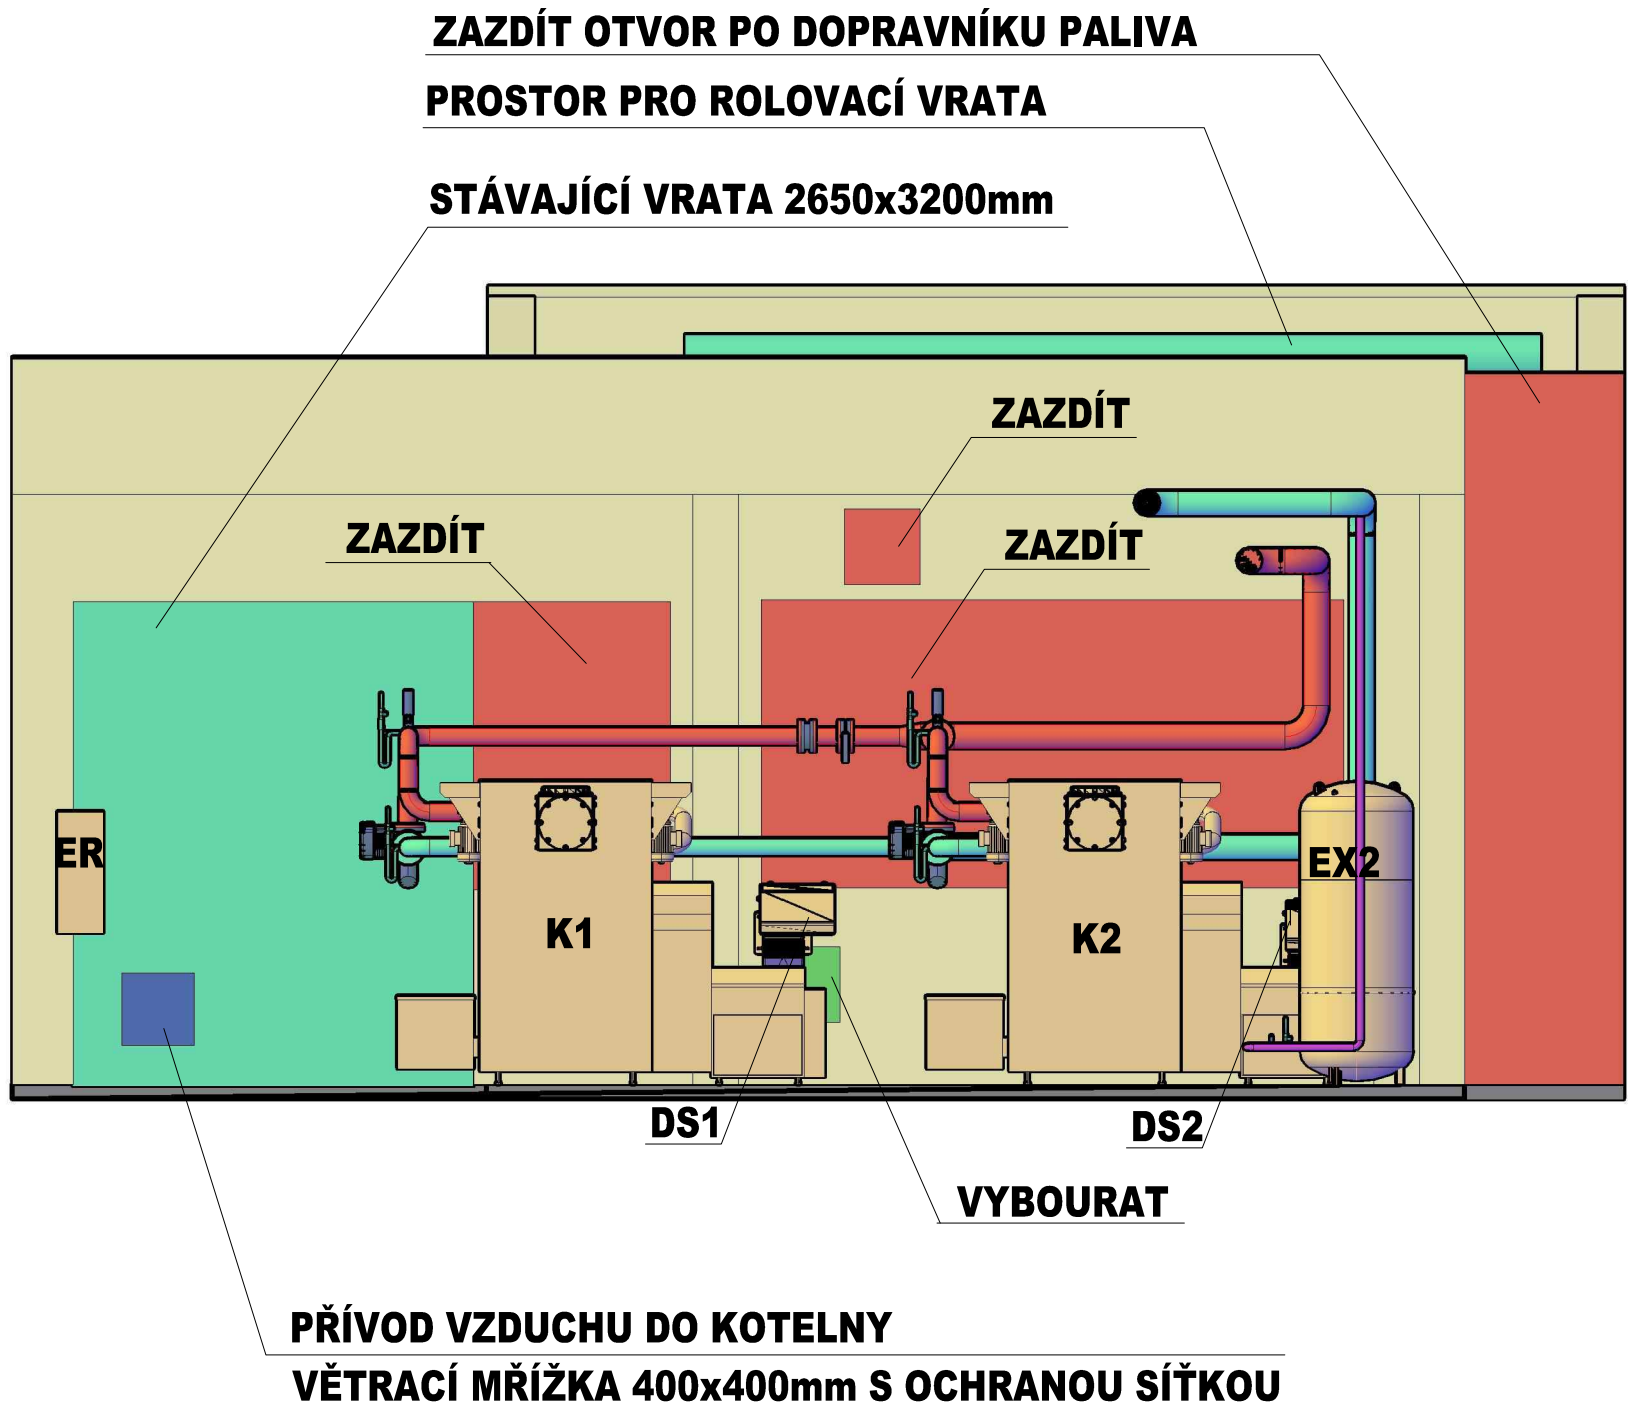 ZAZDÍT OTVOR PO DOPRAVNÍKU PALIVA
PROSTOR PRO ROLOVACÍ VRATA
STÁVAJÍCÍ VRATA 2650x3200mm
ZAZDÍT
ZAZDÍT
ZAZDÍT
ER
EX2
K1
K2
DS1
DS2
VYBOURAT
PŘÍVOD VZDUCHU DO KOTELNY
VĚTRACÍ MŘÍŽKA 400x400mm S OCHRANOU SÍŤKOU